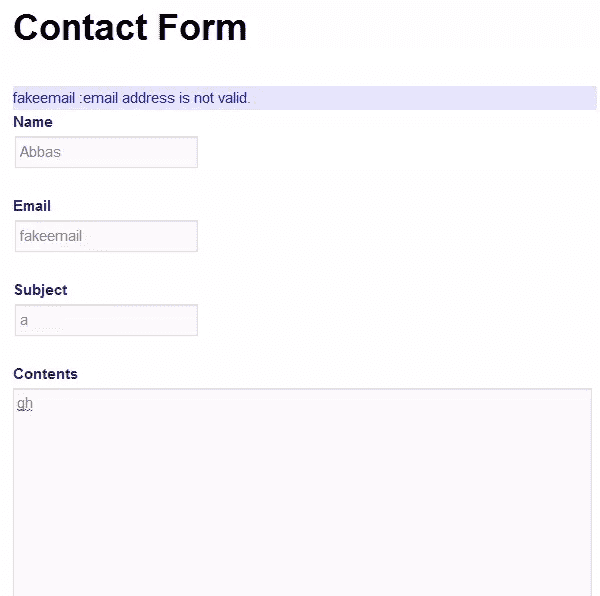 Contact Form
fakeemail :email address is not valid.
Name
Abbas
Email
fakeemail
Subject
a
Contents
gh